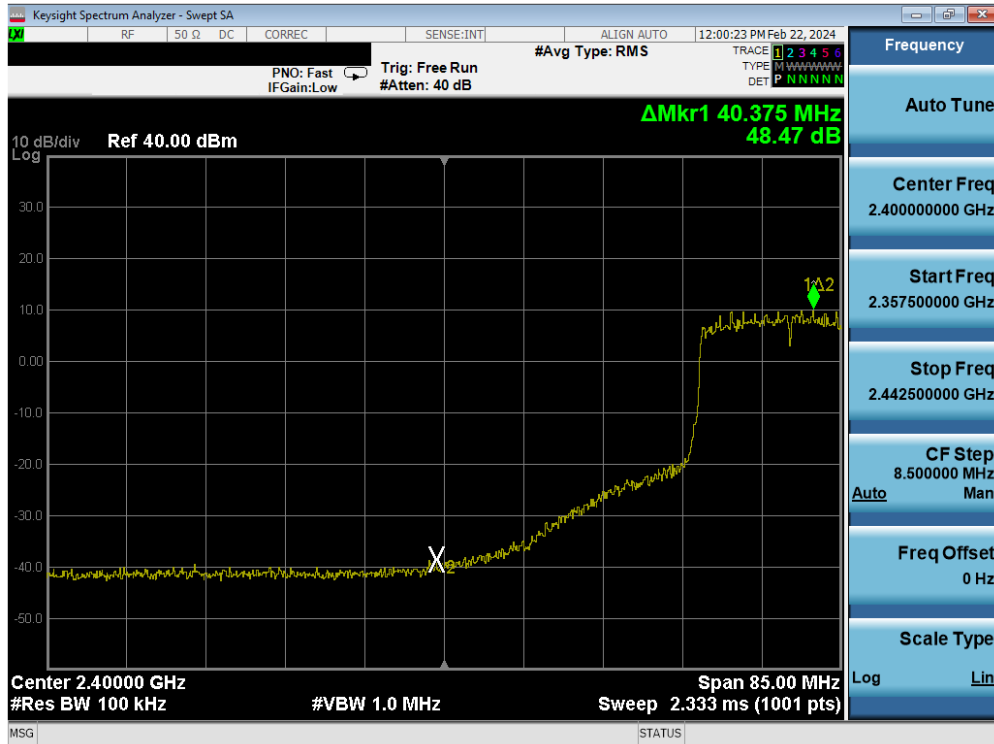 Keysight Spectrum Analyzer - Swept SA
LXI RF 50 Ω DC CORREC SENSE:INT ALIGN AUTO 12:00:23 PM Feb 22, 2024
#Avg Type: RMS TRACE 1 2 3 4 5 6
PNO: Fast Trig: Free Run TYPE M WWWWW
IFGain:Low #Atten: 40 dB DET P N N N N N
Frequency
ΔMkr1 40.375 MHz
48.47 dB
10 dB/div Ref 40.00 dBm
Log
30.0
20.0
10.0
0.00
-10.0
-20.0
-30.0
-40.0
-50.0
1Δ2
X2
Center 2.40000 GHz Span 85.00 MHz
#Res BW 100 kHz #VBW 1.0 MHz Sweep 2.333 ms (1001 pts)
MSG STATUS
Auto Tune
Center Freq
2.400000000 GHz
Start Freq
2.357500000 GHz
Stop Freq
2.442500000 GHz
CF Step
8.500000 MHz
Auto Man
Freq Offset
0 Hz
Scale Type
Log Lin